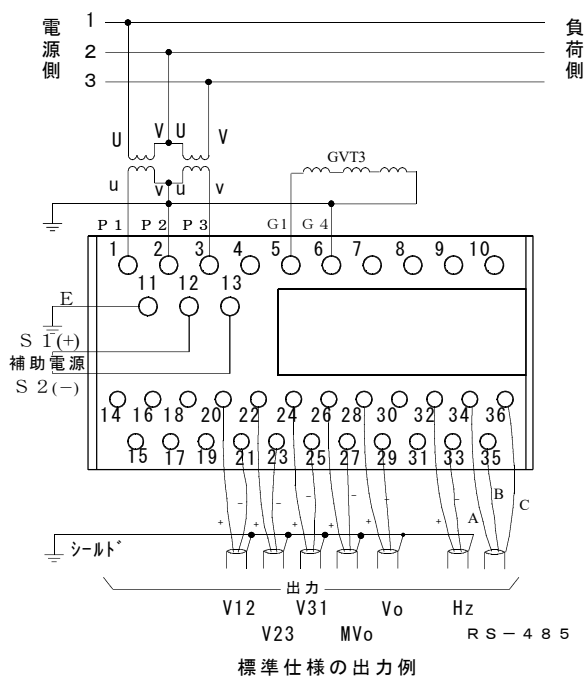 電源側
負荷側
1
2
3
U V U V
u v u v
GVT3
P1 P2 P3 G1 G4
1 2 3 4 5 6 7 8 9 10
11 12 13
E
S1(+)
補助電源
S2(-)
14 16 18 20 22 24 26 28 30 32 34 36
15 17 19 21 23 25 27 29 31 33 35
+ - + - + - + - + - + - A B C
シールド
出力
V12 V31 Vo Hz
V23 MVo RS-485
標準仕様の出力例